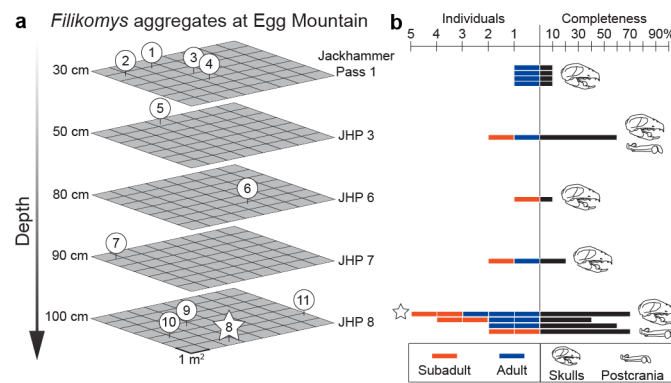 a Filikomys aggregates at Egg Mountain
Jackhammer
Pass 1
30 cm
1
2
3
4
50 cm
5
JHP 3
80 cm
6
JHP 6
90 cm
7
JHP 7
100 cm
8
9
10
11
JHP 8
1 m²
Depth
b Individuals Completeness
5 4 3 2 1 10 30 50 70 90%
Subadult Adult Skulls Postcrania